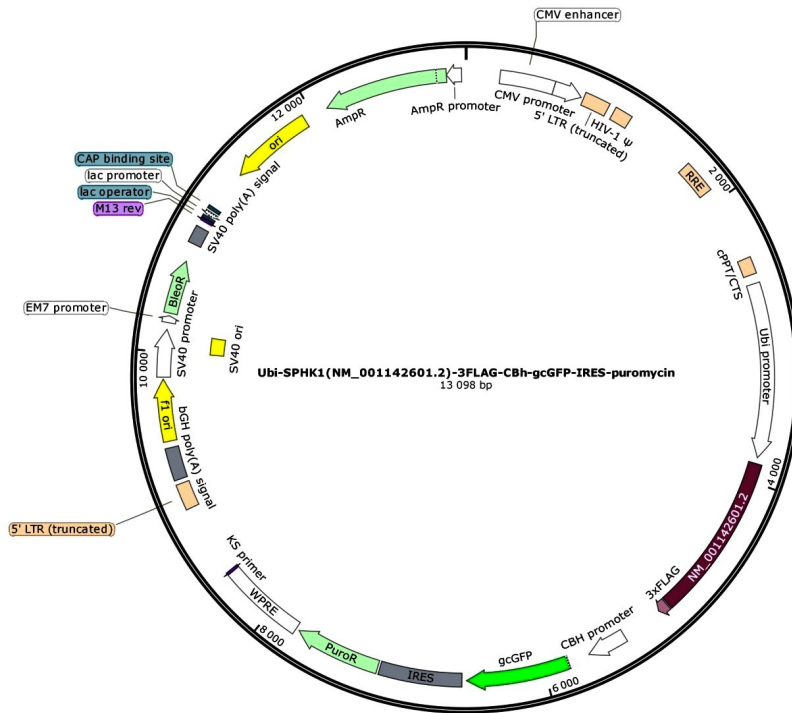 CMV enhancer
CMV promoter
5' LTR (truncated)
HIV-1 Ψ
2 000
RRE
cPPT/CTS
Ubi promoter
4 000
NM_001142601.2
3xFLAG
CBH promoter
6 000
gcGFP
IRES
PuroR
8 000
WPRE
KS primer
5' LTR (truncated)
bGH poly(A) signal
f1 ori
10 000
SV40 promoter
SV40 ori
EM7 promoter
BleoR
SV40 poly(A) signal
M13 rev
lac operator
lac promoter
CAP binding site
ori
12 000
AmpR
AmpR promoter
Ubi-SPHK1(NM_001142601.2)-3FLAG-CBh-gcGFP-IRES-puromycin
13 098 bp